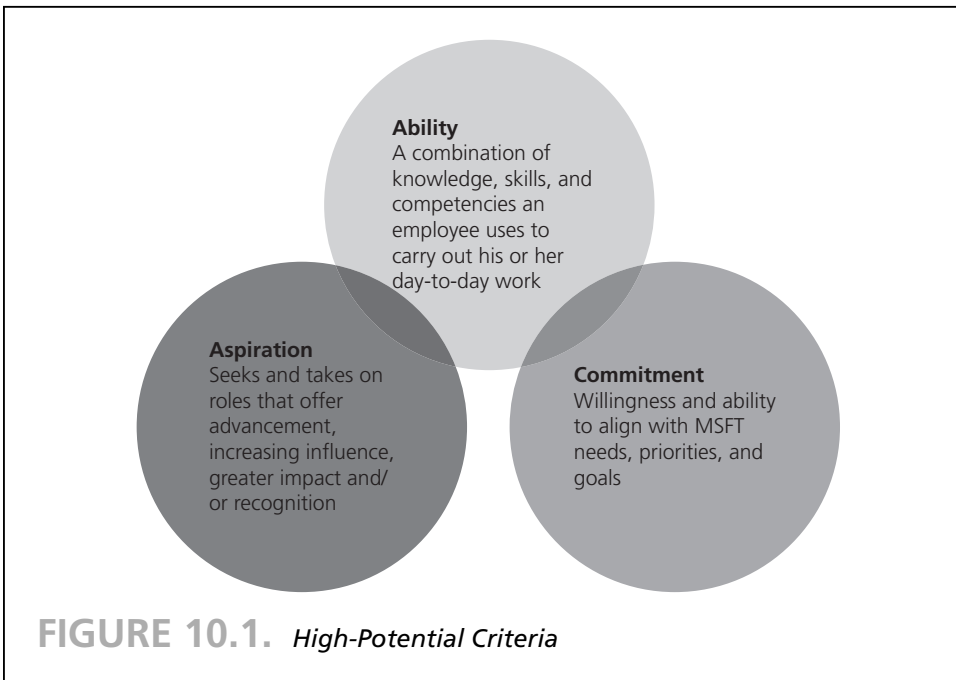 Ability
A combination of
knowledge, skills, and
competencies an
employee uses to
carry out his or her
day-to-day work
Aspiration
Seeks and takes on
roles that offer
advancement,
increasing influence,
greater impact and/
or recognition
Commitment
Willingness and ability
to align with MSFT
needs, priorities, and
goals
FIGURE 10.1. High-Potential Criteria